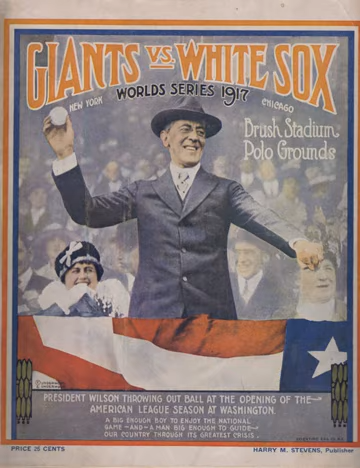 GIANTS VS. WHITE SOX
NEW YORK WORLDS SERIES 1917 CHICAGO
Brush Stadium
Polo Grounds
PRESIDENT WILSON THROWING OUT BALL AT THE OPENING OF THE
AMERICAN LEAGUE SEASON AT WASHINGTON.
A BIG ENOUGH BOY TO ENJOY THE NATIONAL
GAME—AND—A MAN BIG ENOUGH TO GUIDE
OUR COUNTRY THROUGH ITS GREATEST CRISIS.
PRICE 25 CENTS HARRY M. STEVENS, Publisher